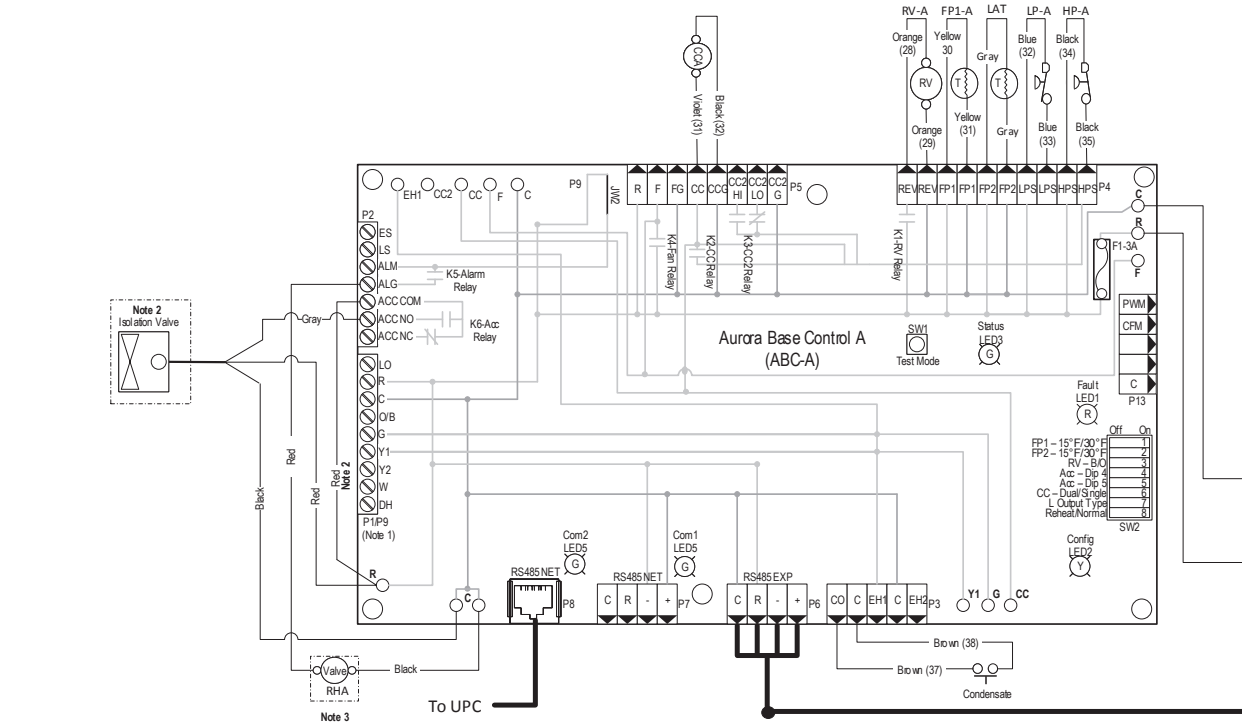 RV-A
FP1-A
LAT
LP-A
HP-A
Orange
(28)
Yellow
30
Gray
Blue
(32)
Black
(34)
CCA
RV
T
T
Violet (31)
Black (32)
Orange
(29)
Yellow
(31)
Gray
Blue
(33)
Black
(35)
EH1
CC2
CC
F
C
P9
JW2
R
F
FG
CC
CCG
CC2
HI
CC2
LO
CC2
G
P5
REV
REV
FP1
FP1
FP2
FP2
LPS
LPS
HPS
HPS
P4
C
R
F1-3A
F
P2
ES
LS
ALM
ALG
ACC COM
ACC NO
ACC NC
K5-Alarm
Relay
K6-Acc
Relay
K4-Fan Relay
K2-CC Relay
K3-CC2 Relay
K1-RV Relay
Note 2
Isolation Valve
Gray
Aurora Base Control A
(ABC-A)
SW1
Test Mode
Status
LED3
G
PWM
CFM
C
P13
Fault
LED1
R
LO
R
C
O/B
G
Y1
Y2
W
DH
P1/P9
(Note 1)
Black
Red
Red
Red
Note 2
Off
On
FP1 – 15°F/30°F
1
FP2 – 15°F/30°F
2
RV – B/O
3
Acc – Dip 4
4
Acc – Dip 5
5
CC – Dual/Single
6
L Output Type
7
Reheat/Normal
8
SW2
Config
LED2
Y
R
C
Com2
LED5
G
Com1
LED5
G
RS485 NET
P8
RS485 NET
C
R
-
+
P7
RS485 EXP
C
R
-
+
P6
CO
C
EH1
C
EH2
P3
Y1
G
CC
Brown (38)
Brown (37)
Condensate
Valve
RHA
Black
Note 3
To UPC